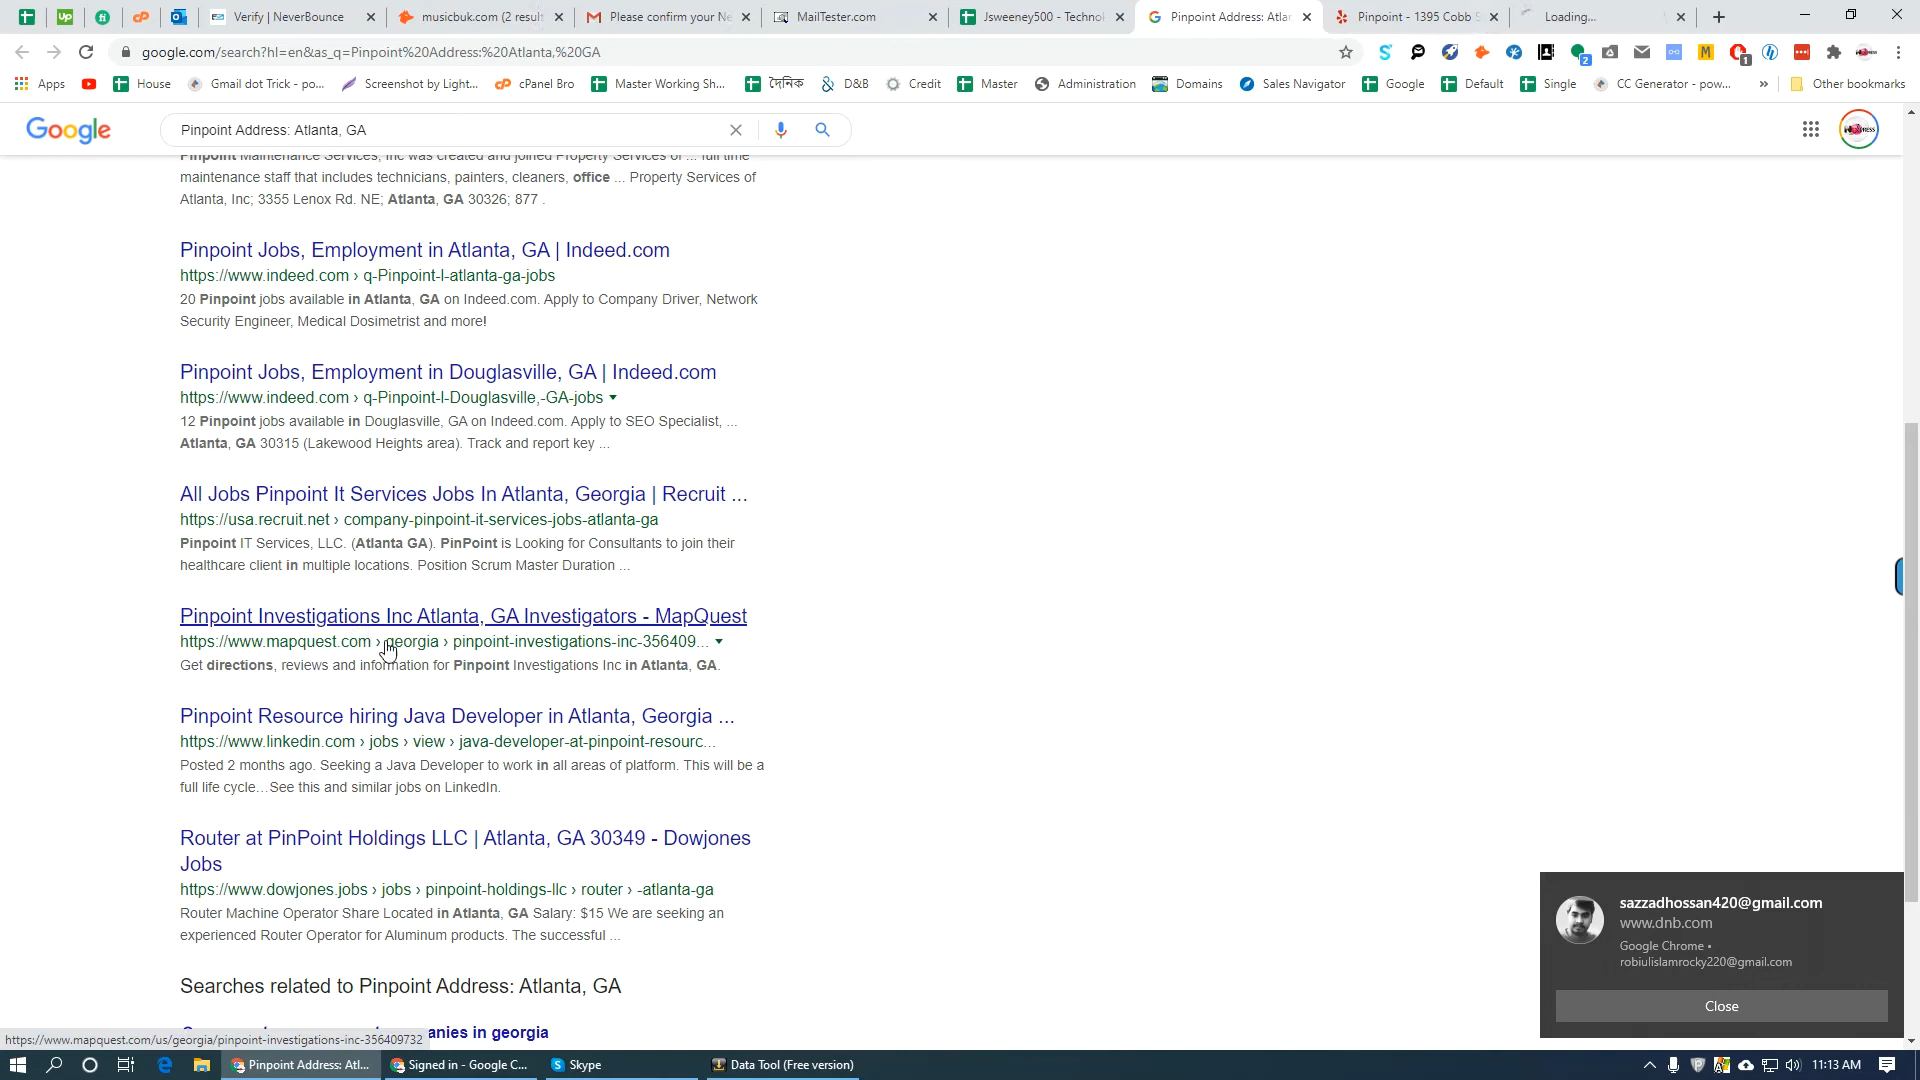 Verify | NeverBounce
musicbuk.com (2 result
Please confirm your Ne
MailTester.com
Jsweeney500 - Technol
Pinpoint Address: Atlan
Pinpoint - 1395 Cobb
Loading...
google.com/search?hl=en&as_q=Pinpoint%20Address:%20Atlanta,%20GA
Apps
House
Gmail dot Trick - po...
Screenshot by Light...
cPanel Bro
Master Working Sh...
দৈনিক
D&B
Credit
Master
Administration
Domains
Sales Navigator
Google
Default
Single
CC Generator - pow...
Other bookmarks
Google
Pinpoint Address: Atlanta, GA
Pinpoint Maintenance Services, Inc was created and joined Property Services of ... full time
maintenance staff that includes technicians, painters, cleaners, office ... Property Services of
Atlanta, Inc; 3355 Lenox Rd. NE; Atlanta, GA 30326; 877 .
Pinpoint Jobs, Employment in Atlanta, GA | Indeed.com
https://www.indeed.com › q-Pinpoint-l-atlanta-ga-jobs
20 Pinpoint jobs available in Atlanta, GA on Indeed.com. Apply to Company Driver, Network
Security Engineer, Medical Dosimetrist and more!
Pinpoint Jobs, Employment in Douglasville, GA | Indeed.com
https://www.indeed.com › q-Pinpoint-l-Douglasville,-GA-jobs
12 Pinpoint jobs available in Douglasville, GA on Indeed.com. Apply to SEO Specialist, ...
Atlanta, GA 30315 (Lakewood Heights area). Track and report key ...
All Jobs Pinpoint It Services Jobs In Atlanta, Georgia | Recruit ...
https://usa.recruit.net › company-pinpoint-it-services-jobs-atlanta-ga
Pinpoint IT Services, LLC. (Atlanta GA). PinPoint is Looking for Consultants to join their
healthcare client in multiple locations. Position Scrum Master Duration ...
Pinpoint Investigations Inc Atlanta, GA Investigators - MapQuest
https://www.mapquest.com › georgia › pinpoint-investigations-inc-356409...
Get directions, reviews and information for Pinpoint Investigations Inc in Atlanta, GA.
Pinpoint Resource hiring Java Developer in Atlanta, Georgia ...
https://www.linkedin.com › jobs › view › java-developer-at-pinpoint-resourc...
Posted 2 months ago. Seeking a Java Developer to work in all areas of platform. This will be a
full life cycle…See this and similar jobs on LinkedIn.
Router at PinPoint Holdings LLC | Atlanta, GA 30349 - Dowjones
Jobs
https://www.dowjones.jobs › jobs › pinpoint-holdings-llc › router › -atlanta-ga
Router Machine Operator Share Located in Atlanta, GA Salary: $15 We are seeking an
experienced Router Operator for Aluminum products. The successful ...
Searches related to Pinpoint Address: Atlanta, GA
anies in georgia
https://www.mapquest.com/us/georgia/pinpoint-investigations-inc-356409732
sazzadhossan420@gmail.com
www.dnb.com
Google Chrome •
robiulislamrocky220@gmail.com
Close
Pinpoint Address: Atl...
Signed in - Google C...
Skype
Data Tool (Free version)
11:13 AM